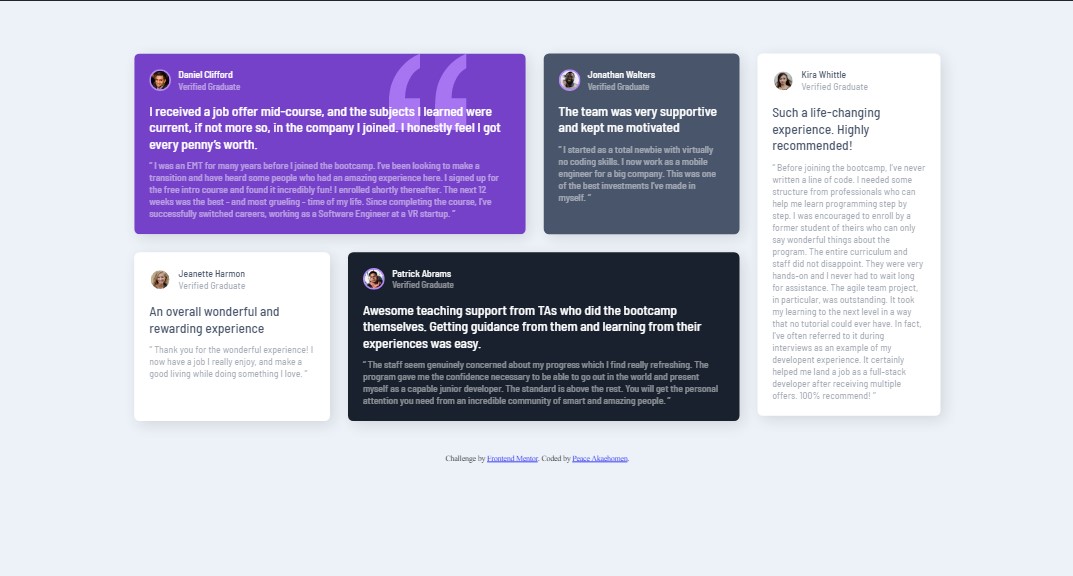 Daniel Clifford
Verified Graduate
I received a job offer mid-course, and the subjects I learned were
current, if not more so, in the company I joined. I honestly feel I got
every penny's worth.
" I was an EMT for many years before I joined the bootcamp. I've been looking to make a
transition and have heard some people who had an amazing experience here. I signed up for
the free intro course and found it incredibly fun! I enrolled shortly thereafter. The next 12
weeks was the best - and most grueling - time of my life. Since completing the course, I've
successfully switched careers, working as a Software Engineer at a VR startup. "
Jonathan Walters
Verified Graduate
The team was very supportive
and kept me motivated
" I started as a total newbie with virtually
no coding skills. I now work as a mobile
engineer for a big company. This was one
of the best investments I've made in
myself. "
Kira Whittle
Verified Graduate
Such a life-changing
experience. Highly
recommended!
" Before joining the bootcamp, I've never
written a line of code. I needed some
structure from professionals who can
help me learn programming step by
step. I was encouraged to enroll by a
former student of theirs who can only
say wonderful things about the
program. The entire curriculum and
staff did not disappoint. They were very
hands-on and I never had to wait long
for assistance. The agile team project,
in particular, was outstanding. It took
my learning to the next level in a way
that no tutorial could ever have. In fact,
I've often referred to it during
interviews as an example of my
developent experience. It certainly
helped me land a job as a full-stack
developer after receiving multiple
offers. 100% recommend! "
Jeanette Harmon
Verified Graduate
An overall wonderful and
rewarding experience
" Thank you for the wonderful experience! I
now have a job I really enjoy, and make a
good living while doing something I love. "
Patrick Abrams
Verified Graduate
Awesome teaching support from TAs who did the bootcamp
themselves. Getting guidance from them and learning from their
experiences was easy.
" The staff seem genuinely concerned about my progress which I find really refreshing. The
program gave me the confidence necessary to be able to go out in the world and present
myself as a capable junior developer. The standard is above the rest. You will get the personal
attention you need from an incredible community of smart and amazing people. "
Challenge by Frontend Mentor. Coded by Peace Akaehomen.